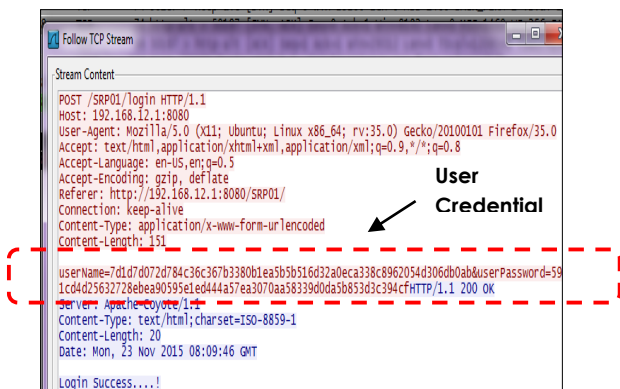 Follow TCP Stream
Stream Content
POST /SRP01/login HTTP/1.1
Host: 192.168.12.1:8080
User-Agent: Mozilla/5.0 (X11; Ubuntu; Linux x86_64; rv:35.0) Gecko/20100101 Firefox/35.0
Accept: text/html,application/xhtml+xml,application/xml;q=0.9,*/*;q=0.8
Accept-Language: en-US,en;q=0.5
Accept-Encoding: gzip, deflate
Referer: http://192.168.12.1:8080/SRP01/
Connection: keep-alive
Content-Type: application/x-www-form-urlencoded
Content-Length: 151
User
Credential
userName=7d1d7d072d784c36c367b3380b1ea5b5b516d32a0eca338c8962054d306db0ab&userPassword=59
1cd4d25632728ebea90595e1ed444a57ea3070aa58339d0da5b853d3c394cfHTTP/1.1 200 OK
Server: Apache-Coyote/1.1
Content-Type: text/html;charset=ISO-8859-1
Content-Length: 20
Date: Mon, 23 Nov 2015 08:09:46 GMT
Login Success....!